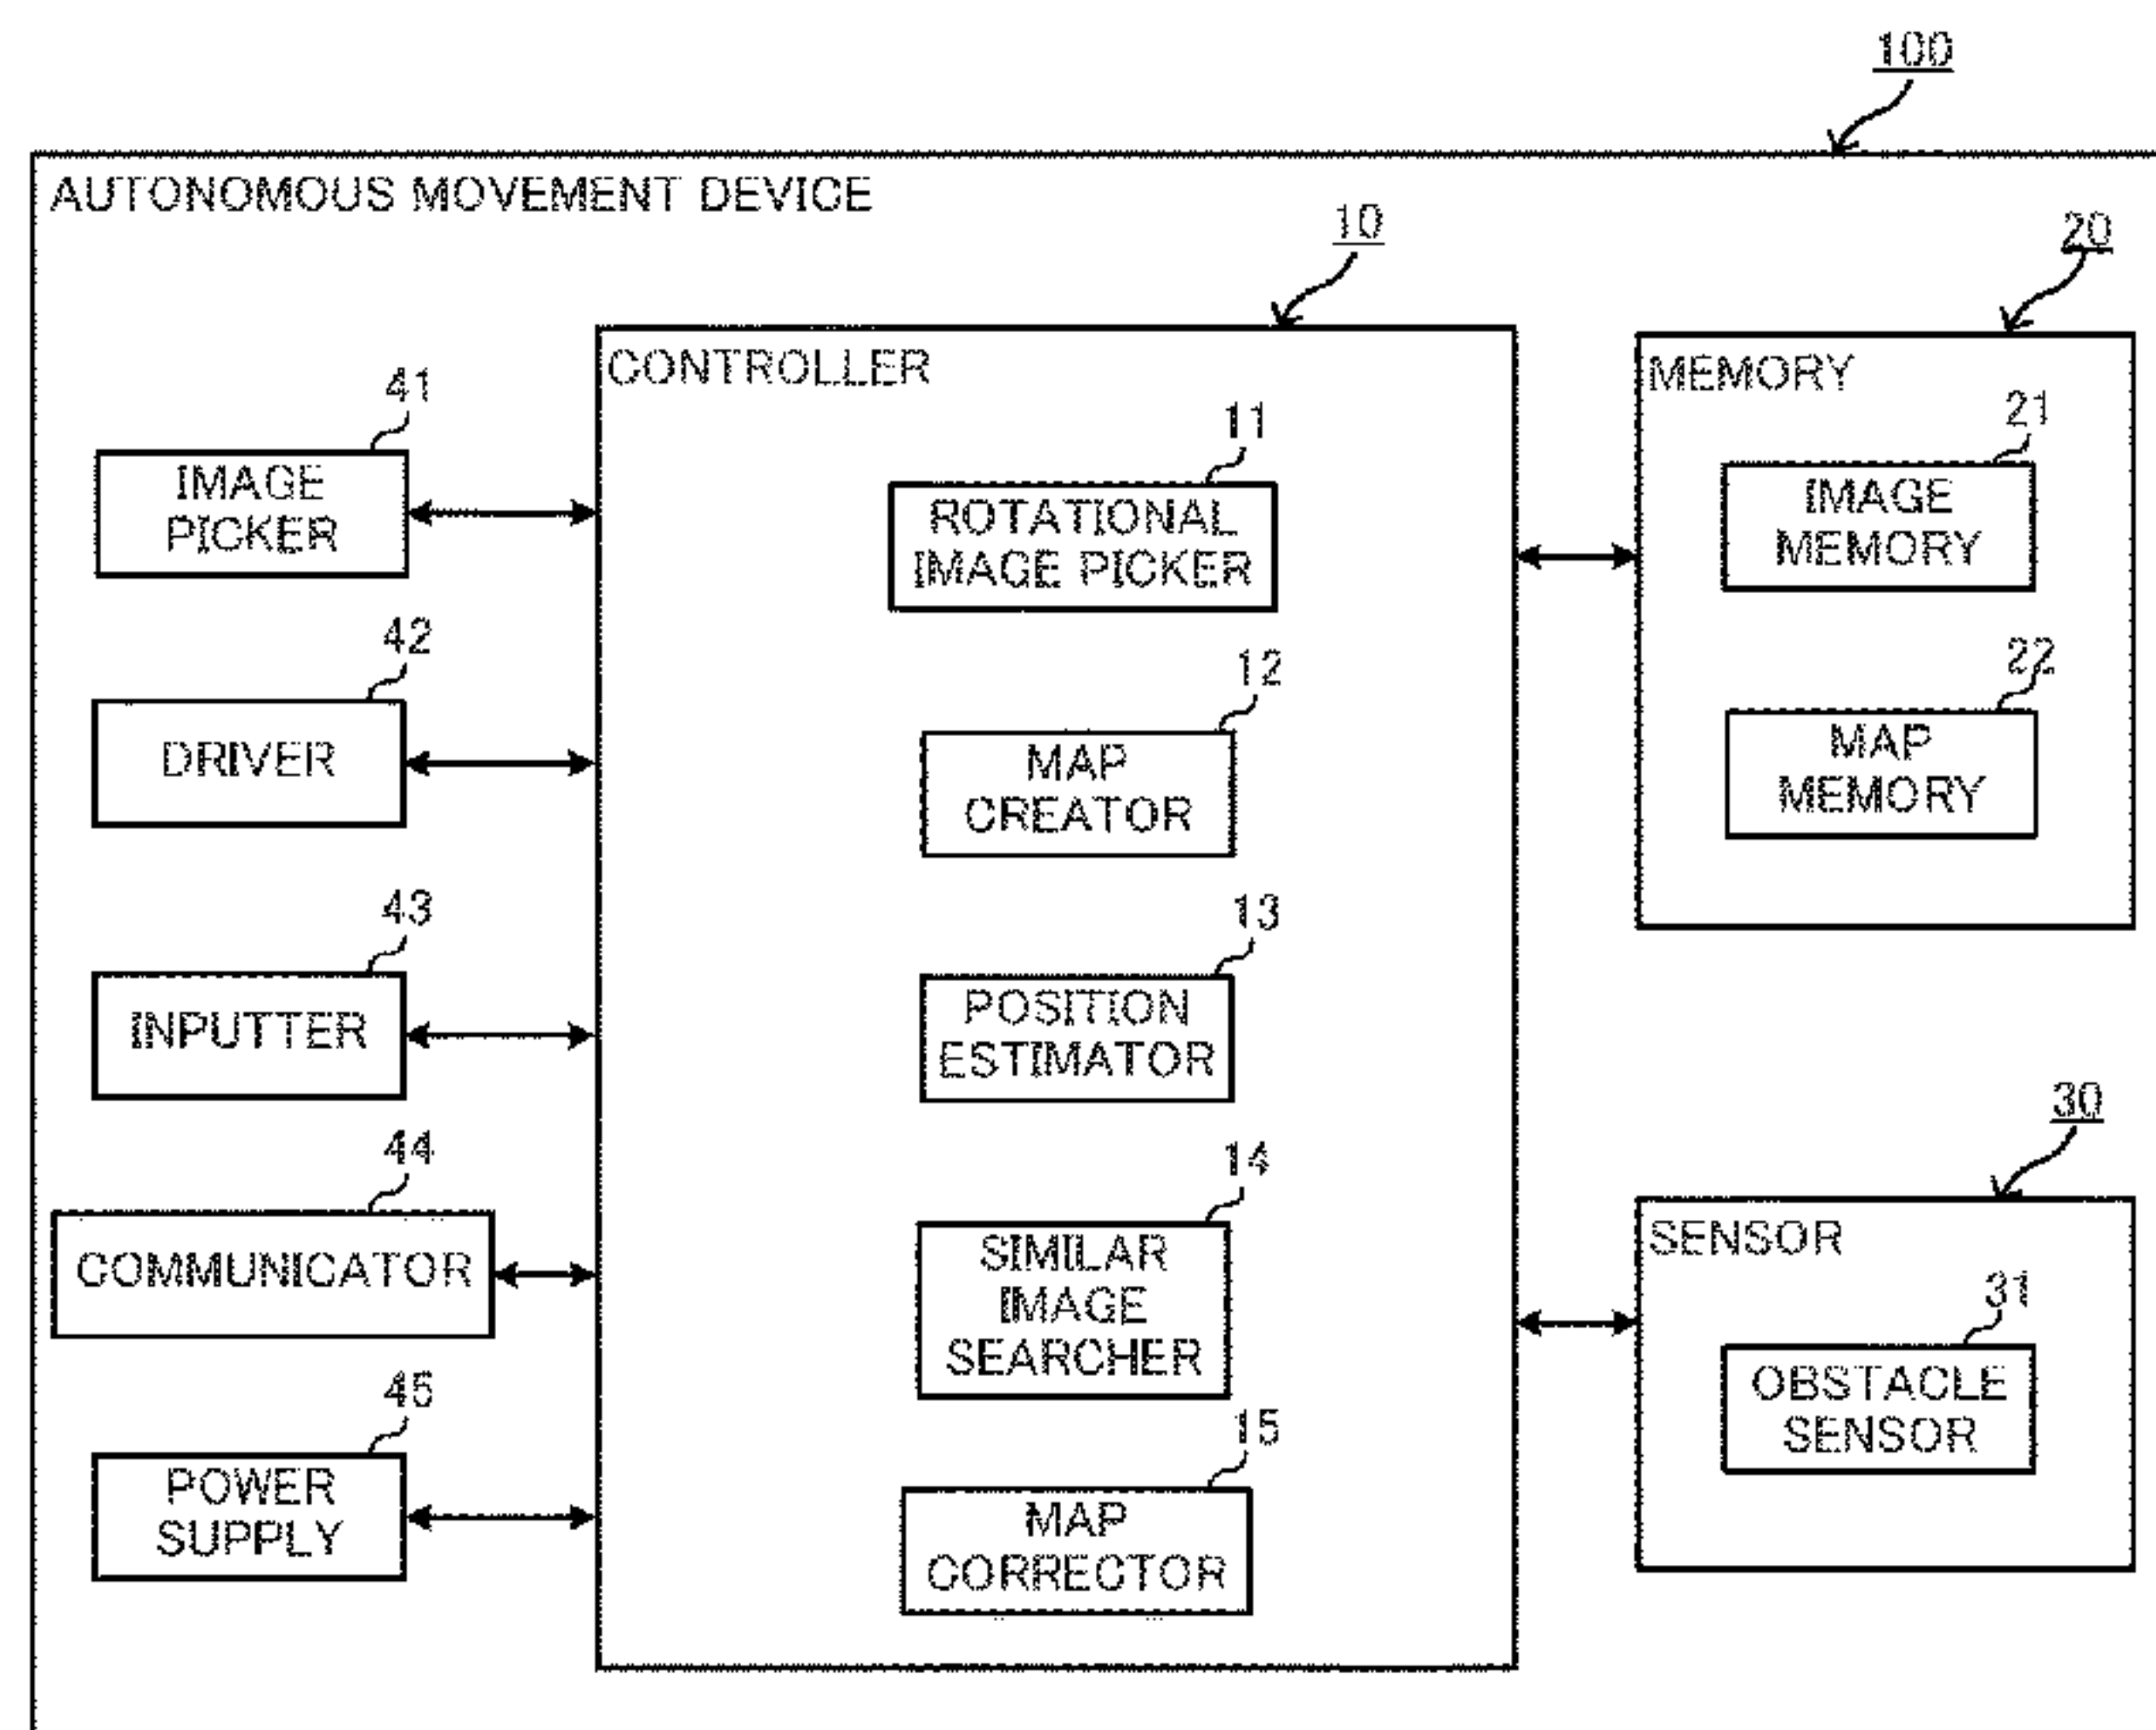 100
AUTONOMOUS MOVEMENT DEVICE
10
20
41
IMAGE
PICKER
42
DRIVER
43
INPUTTER
44
COMMUNICATOR
45
POWER
SUPPLY
CONTROLLER
11
ROTATIONAL
IMAGE PICKER
12
MAP
CREATOR
13
POSITION
ESTIMATOR
14
SIMILAR
IMAGE
SEARCHER
15
MAP
CORRECTOR
MEMORY
21
IMAGE
MEMORY
22
MAP
MEMORY
30
SENSOR
31
OBSTACLE
SENSOR